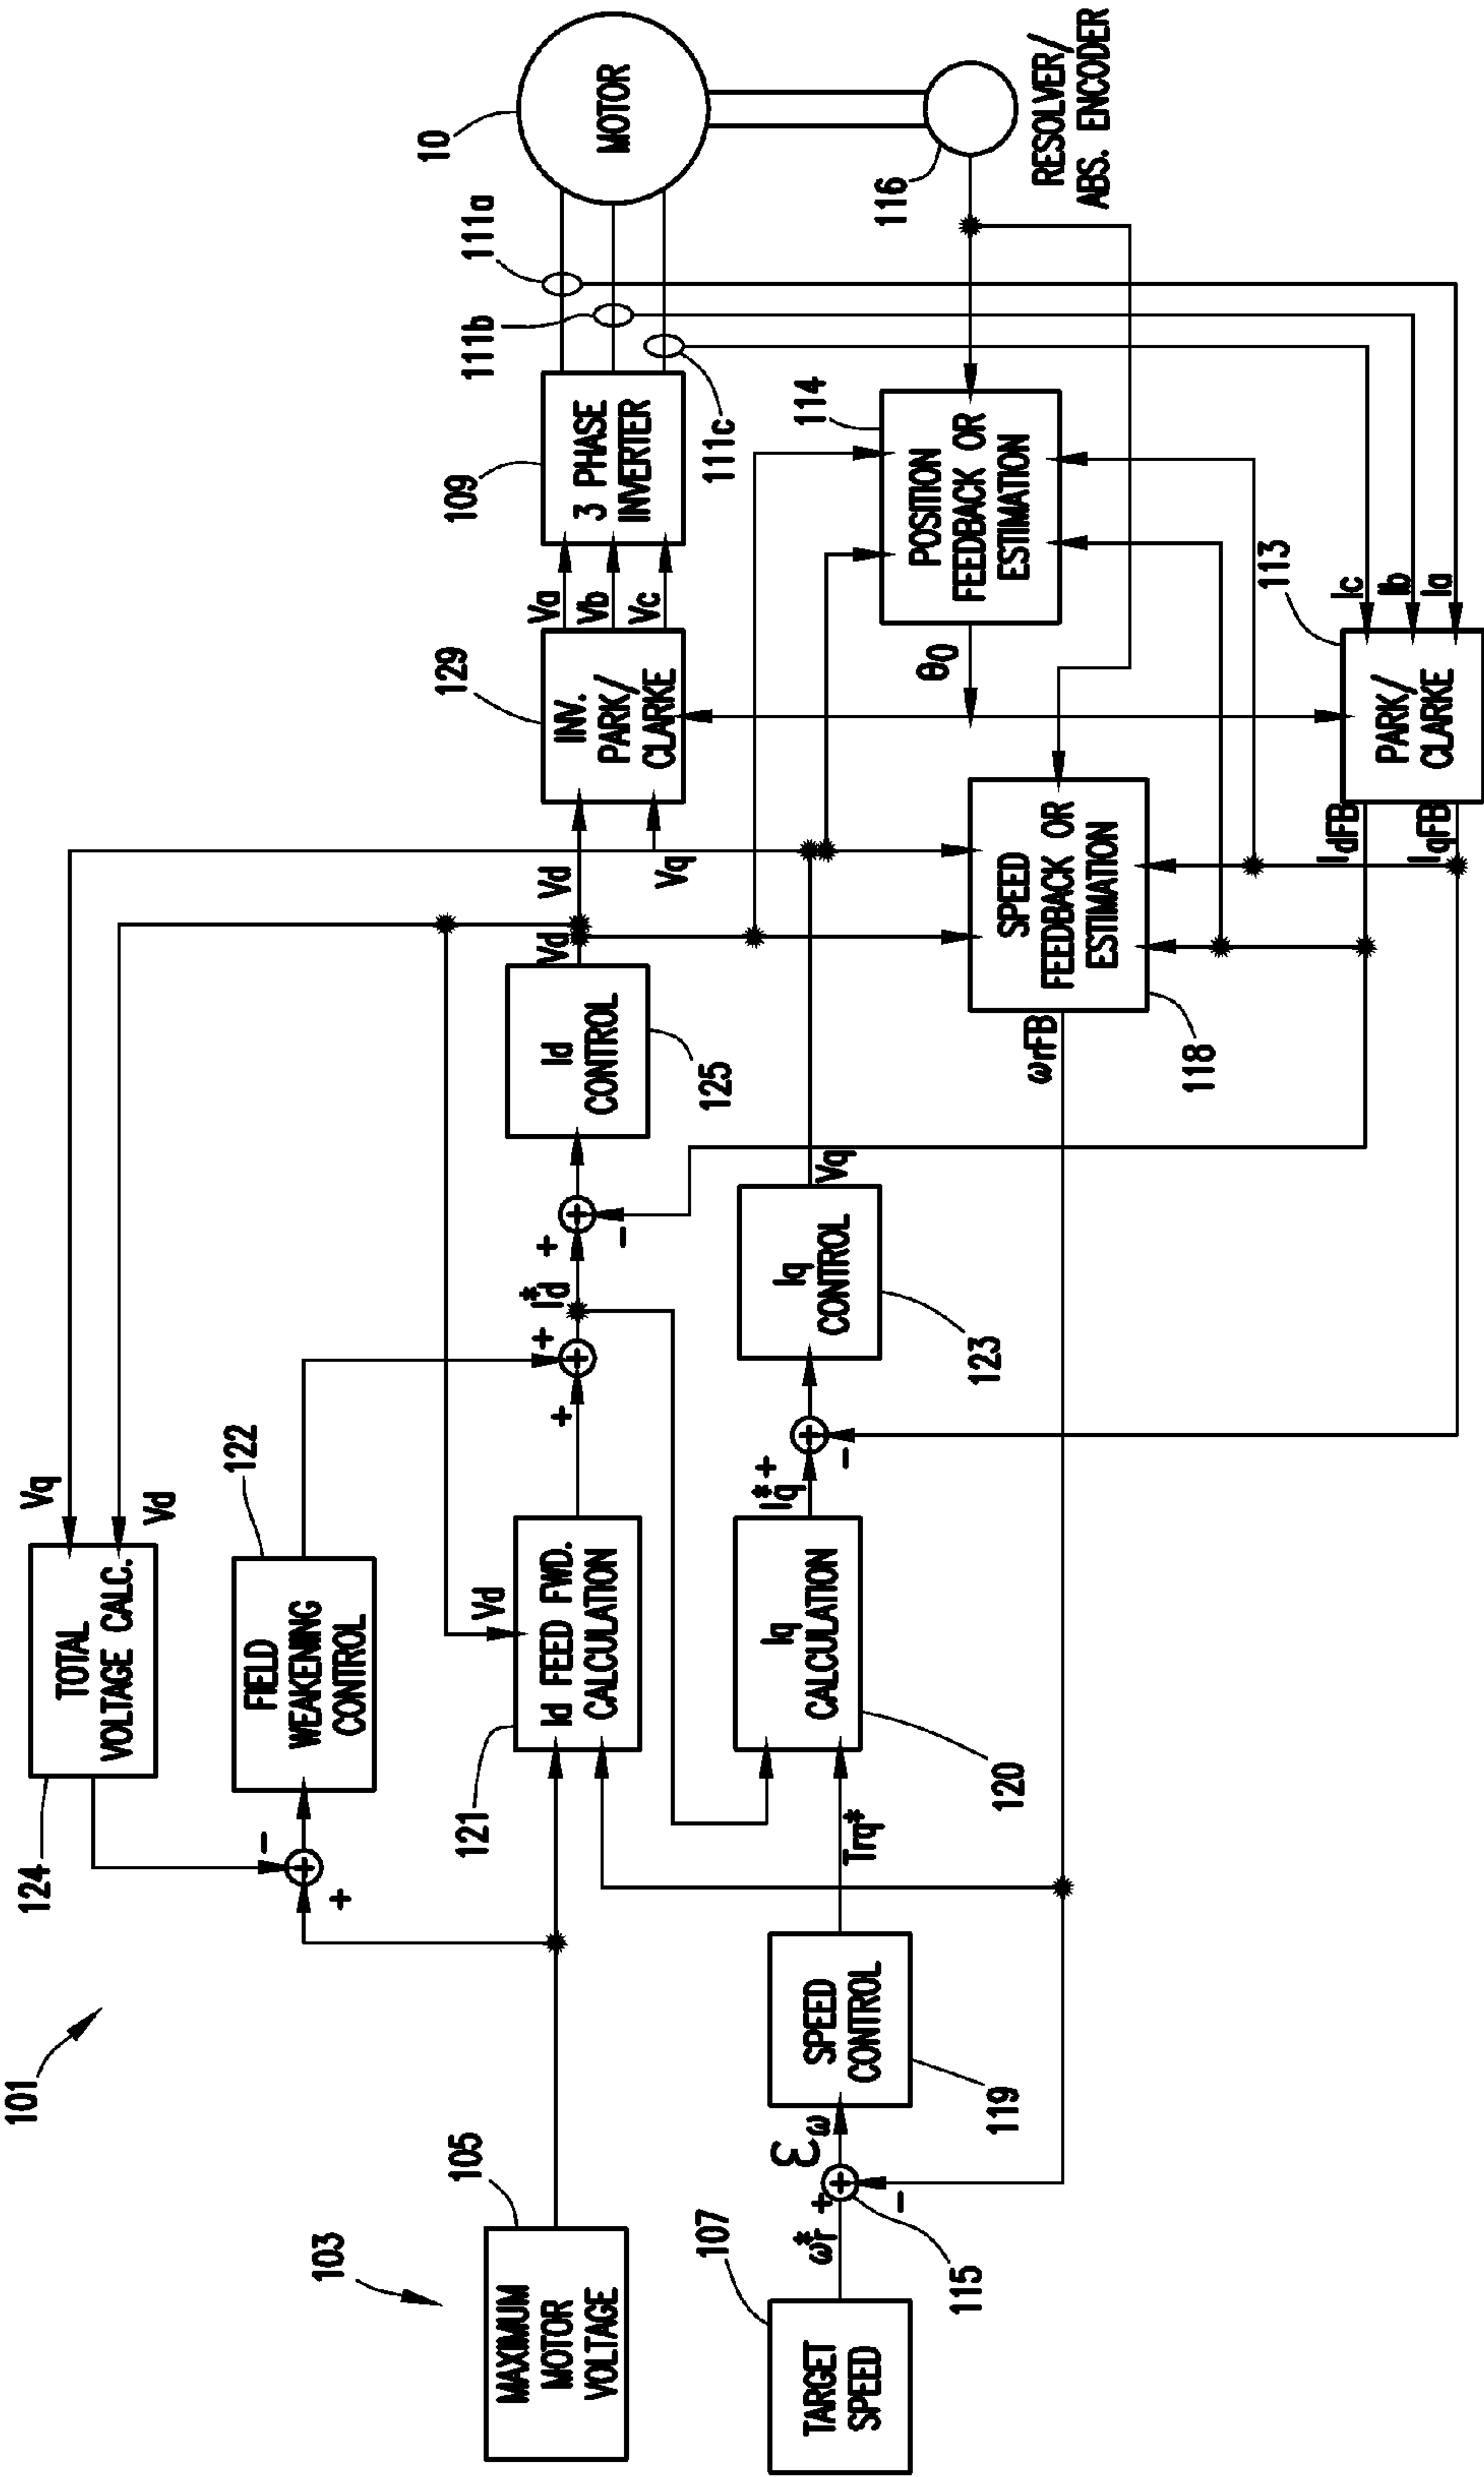 101
103
MAXIMUM
MOTOR
VOLTAGE
105
TARGET
SPEED
107
ωr*
+
-
115
εω
SPEED
CONTROL
119
Trq*
TOTAL
VOLTAGE CALC.
124
Vq
Vd
-
+
FIELD
WEAKENING
CONTROL
122
Id FEED FWD.
CALCULATION
121
Vd
Iq
CALCULATION
120
+
+
Id*
+
-
Iq*
+
-
Id
CONTROL
125
Iq
CONTROL
123
Vq
Vd
Vd
Vq
INV.
PARK/
CLARKE
129
Va
Vb
Vc
3 PHASE
INVERTER
109
111a
111b
111c
MOTOR
10
116
RESOLVER/
ABS. ENCODER
POSITION
FEEDBACK OR
ESTIMATION
114
θ0
SPEED
FEEDBACK OR
ESTIMATION
118
ωrFB
PARK/
CLARKE
113
Ic
Ib
Ia
IdFB
IqFB